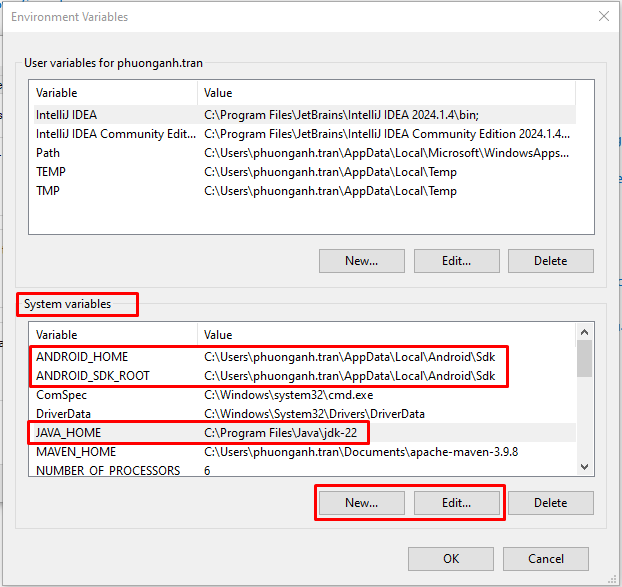 Environment Variables
User variables for phuonganh.tran
Variable Value
IntelliJ IDEA C:\Program Files\JetBrains\IntelliJ IDEA 2024.1.4\bin;
IntelliJ IDEA Community Edit... C:\Program Files\JetBrains\IntelliJ IDEA Community Edition 2024.1.4...
Path C:\Users\phuonganh.tran\AppData\Local\Microsoft\WindowsApps...
TEMP C:\Users\phuonganh.tran\AppData\Local\Temp
TMP C:\Users\phuonganh.tran\AppData\Local\Temp
New... Edit... Delete
System variables
Variable Value
ANDROID_HOME C:\Users\phuonganh.tran\AppData\Local\Android\Sdk
ANDROID_SDK_ROOT C:\Users\phuonganh.tran\AppData\Local\Android\Sdk
ComSpec C:\Windows\system32\cmd.exe
DriverData C:\Windows\System32\Drivers\DriverData
JAVA_HOME C:\Program Files\Java\jdk-22
MAVEN_HOME C:\Users\phuonganh.tran\Documents\apache-maven-3.9.8
NUMBER_OF_PROCESSORS 6
New... Edit... Delete
OK Cancel